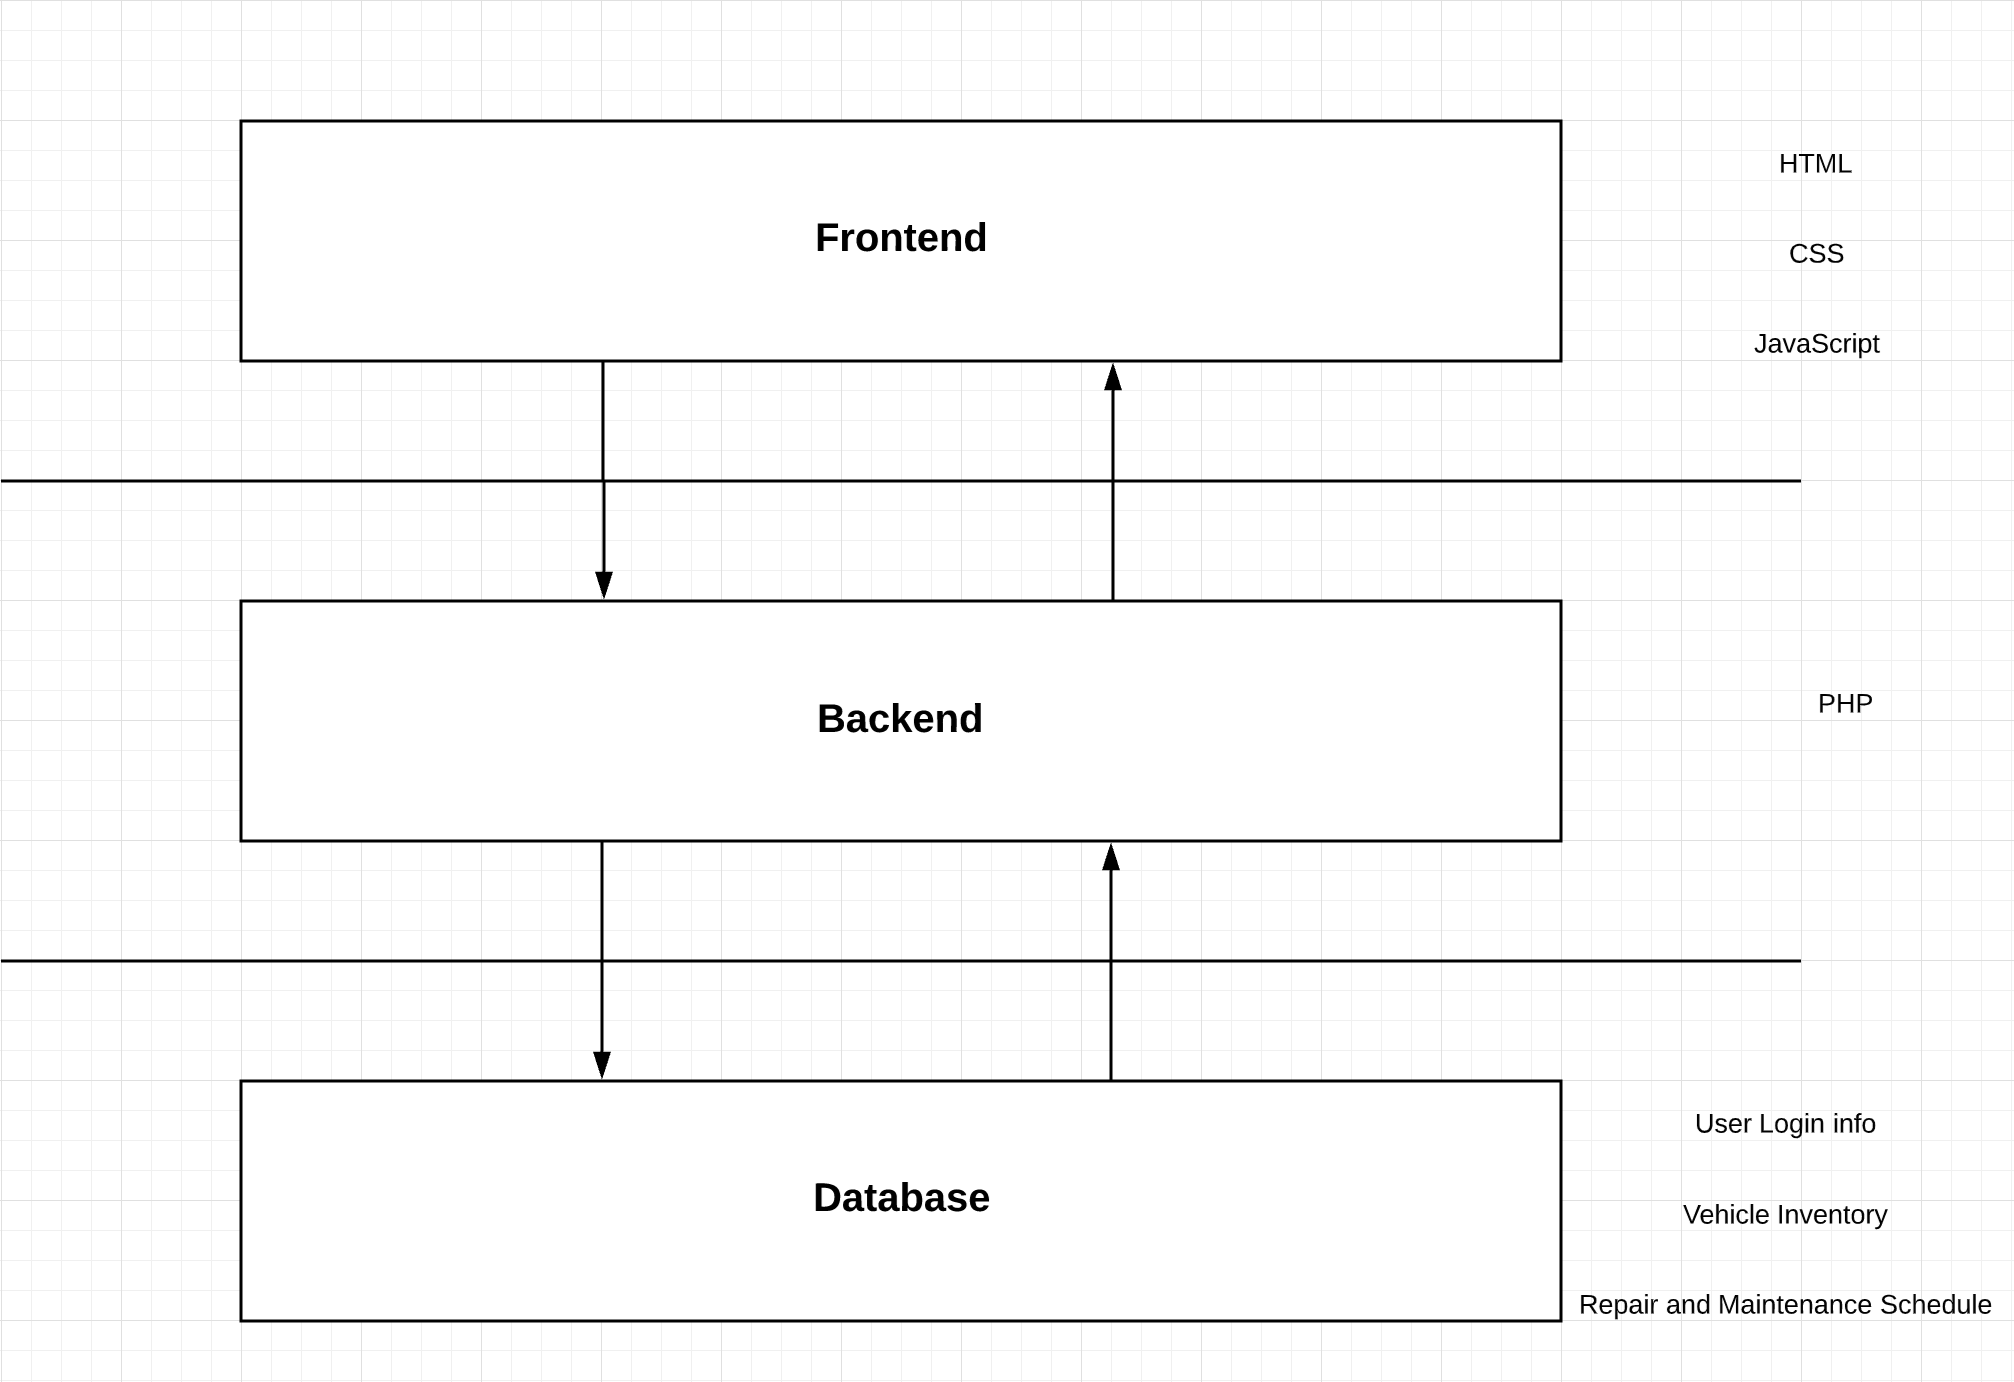 HTML
Frontend
CSS
JavaScript
Backend
PHP
User Login info
Database
Vehicle Inventory
Repair and Maintenance Schedule